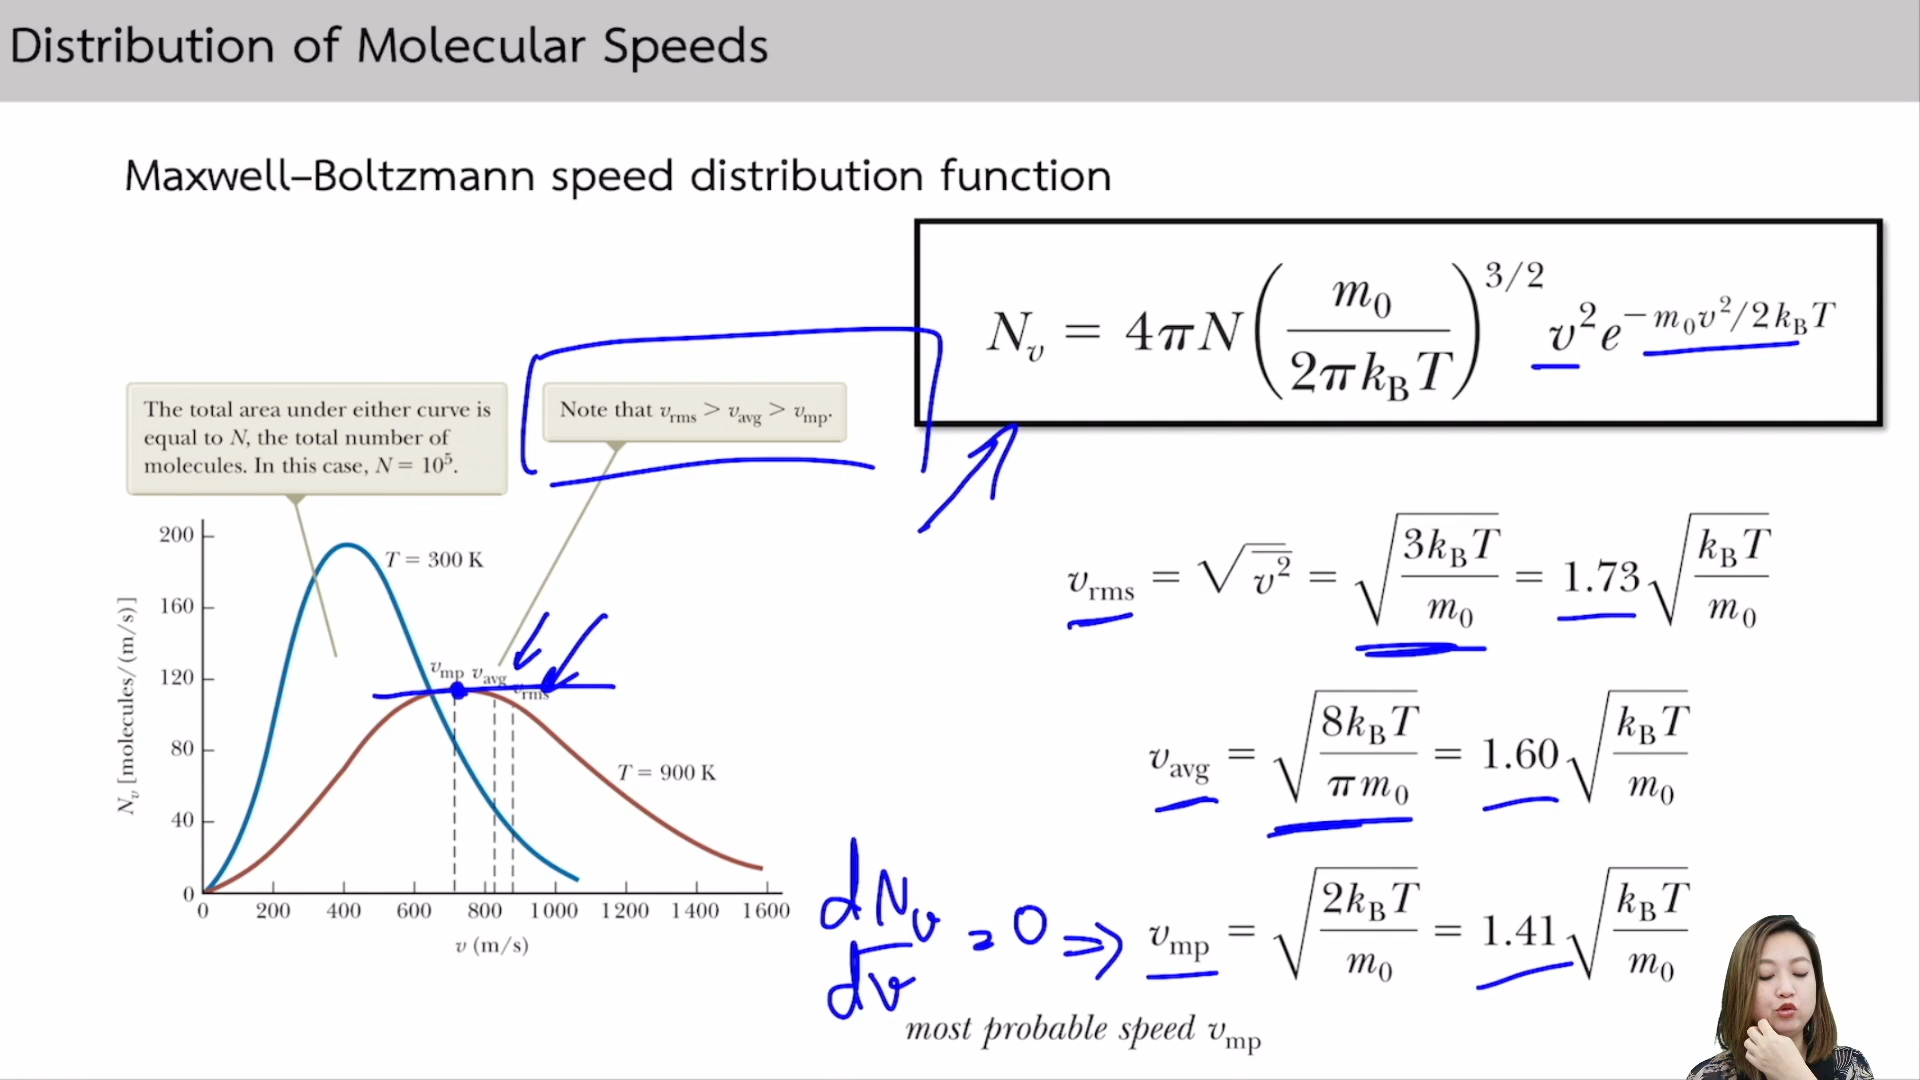 Distribution of Molecular Speeds
Maxwell–Boltzmann speed distribution function
N_v = 4πN(m_0/2πk_BT)^{3/2} v^2e^{−m_0v^2/2k_BT}
The total area under either curve is
equal to N, the total number of
molecules. In this case, N = 10^5.
Note that v_rms > v_avg > v_mp.
v_rms = √(\overline{v^2}) = √(3k_BT/m_0) = 1.73√(k_BT/m_0)
v_avg = √(8k_BT/πm_0) = 1.60√(k_BT/m_0)
dN_v/dv = 0 ⇒ v_mp = √(2k_BT/m_0) = 1.41√(k_BT/m_0)
most probable speed v_mp
N_v [molecules/(m/s)]
200
160
120
80
40
0
T = 300 K
v_mp v_avg
v_rms
T = 900 K
0 200 400 600 800 1000 1200 1400 1600
v (m/s)